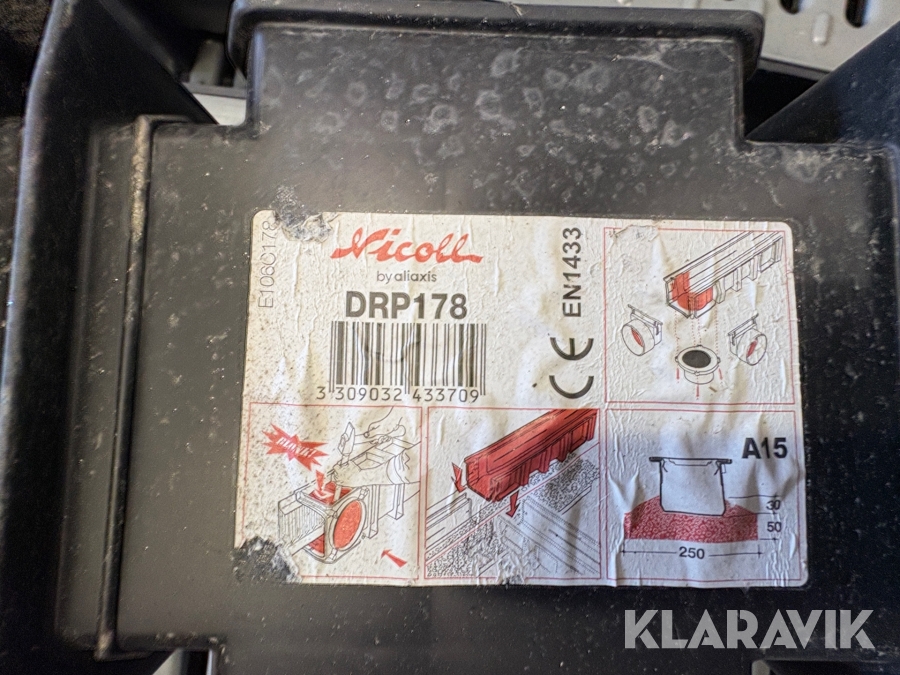 E106C178
Nicoll
by aliaxis
DRP178
3 309032 433709
EN1433
CE
A15
30
50
250
KLARAVIK